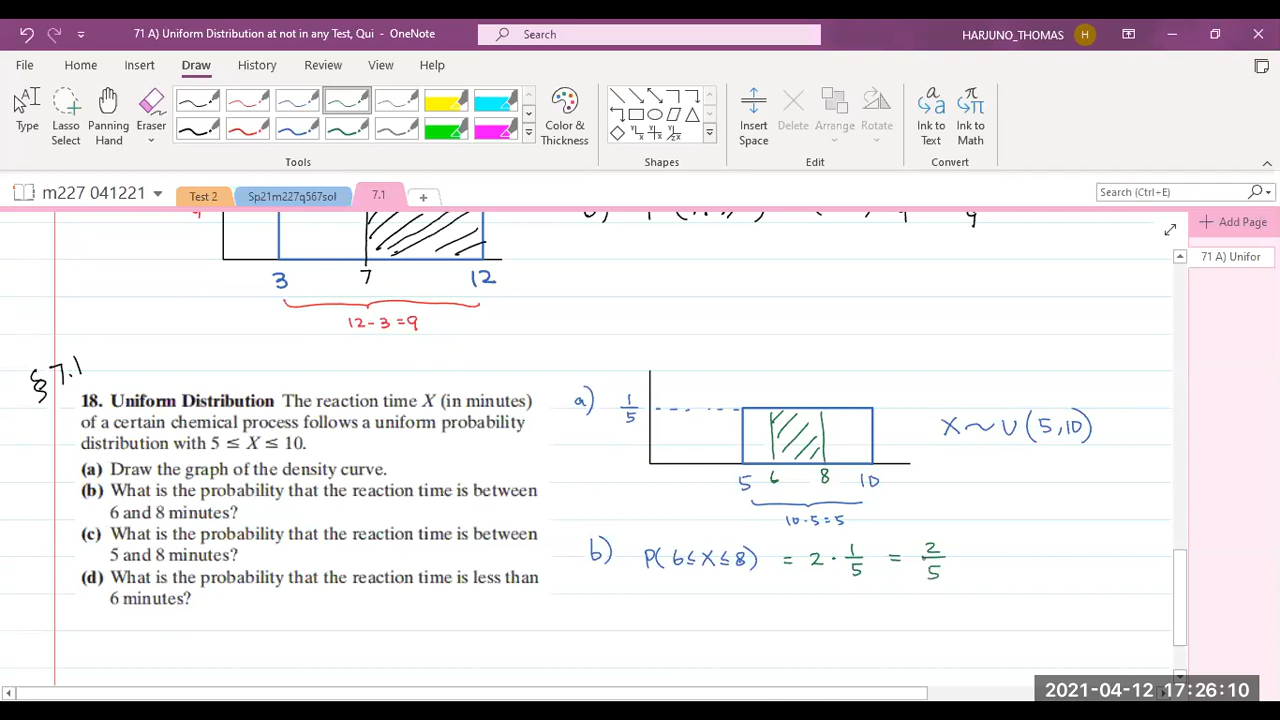 71 A) Uniform Distribution at not in any Test, Qui - OneNote
Search
HARJUNO_THOMAS
H
File Home Insert Draw History Review View Help
Type
Lasso Select
Panning Hand
Eraser
Color & Thickness
Insert Space
Delete
Arrange
Rotate
Ink to Text
Ink to Math
Tools
Shapes
Edit
Convert
m227 041221
Test 2
Sp21m227q567sol
7.1
Search (Ctrl+E)
Add Page
71 A) Unifor
3 7 12
12-3=9
§7.1
18. Uniform Distribution The reaction time X (in minutes)
of a certain chemical process follows a uniform probability
distribution with 5 ≤ X ≤ 10.
(a) Draw the graph of the density curve.
(b) What is the probability that the reaction time is between
6 and 8 minutes?
(c) What is the probability that the reaction time is between
5 and 8 minutes?
(d) What is the probability that the reaction time is less than
6 minutes?
a) 1/5
X~U(5,10)
5 6 8 10
10-5=5
b) P(6≤X≤8) = 2 · 1/5 = 2/5
2021-04-12 17:26:10